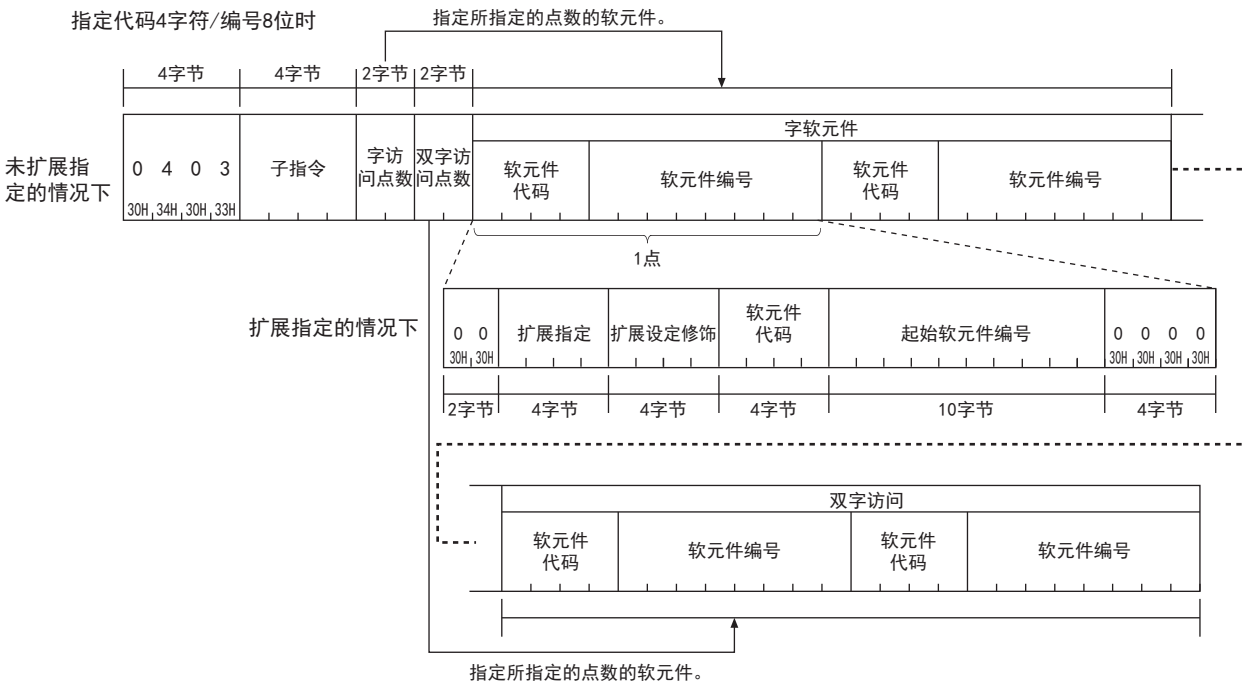 指定代码4字符/编号8位时
指定所指定的点数的软元件。
4字节 4字节 2字节 2字节
字软元件
未扩展指
定的情况下
0 4 0 3
30H 34H 30H 33H
子指令
字访
问点数
双字访
问点数
软元件
代码
软元件编号
软元件
代码
软元件编号
1点
扩展指定的情况下
0 0
30H 30H
扩展指定
扩展设定修饰
软元件
代码
起始软元件编号
0 0 0 0
30H 30H 30H 30H
2字节 4字节 4字节 4字节 10字节 4字节
双字访问
软元件
代码
软元件编号
软元件
代码
软元件编号
指定所指定的点数的软元件。